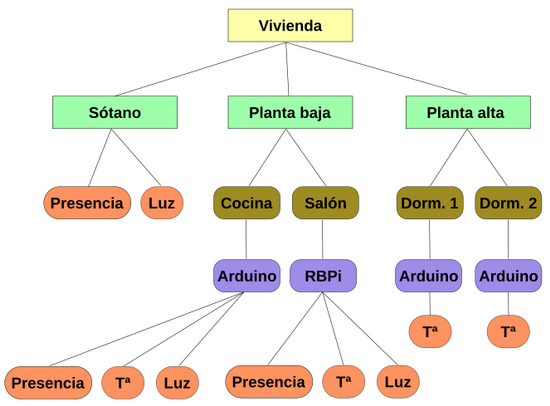 Vivienda
Sótano
Planta baja
Planta alta
Presencia
Luz
Cocina
Salón
Dorm. 1
Dorm. 2
Arduino
RBPi
Arduino
Arduino
Tª
Tª
Presencia
Tª
Luz
Presencia
Tª
Luz